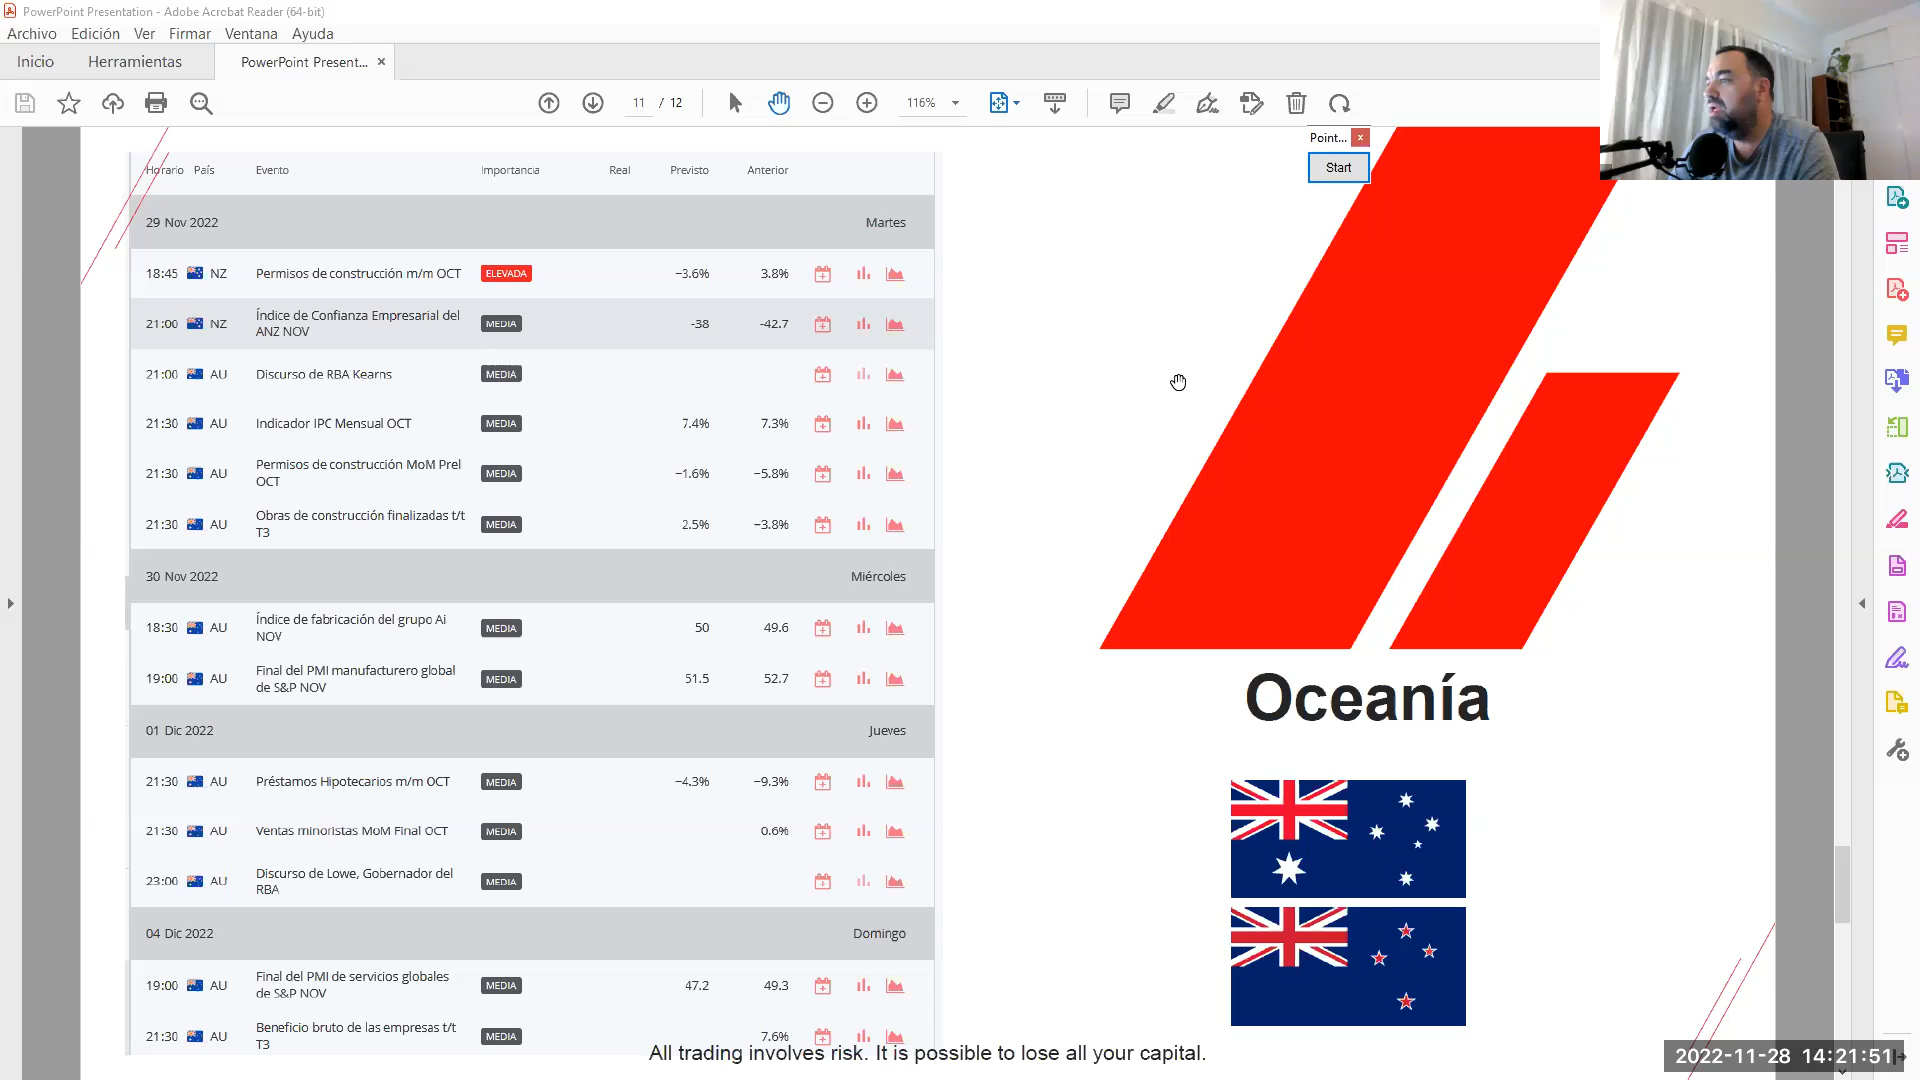 PowerPoint Presentation - Adobe Acrobat Reader (64-bit)
Archivo Edición Ver Firmar Ventana Ayuda
Inicio Herramientas PowerPoint Present... ×
11 / 12 116%
Point... x
Start
Horario País Evento Importancia Real Previsto Anterior
29 Nov 2022 Martes
18:45 NZ Permisos de construcción m/m OCT ELEVADA −3.6% 3.8%
21:00 NZ Índice de Confianza Empresarial del MEDIA -38 -42.7
ANZ NOV
21:00 AU Discurso de RBA Kearns MEDIA
21:30 AU Indicador IPC Mensual OCT MEDIA 7.4% 7.3%
21:30 AU Permisos de construcción MoM Prel MEDIA −1.6% −5.8%
OCT
21:30 AU Obras de construcción finalizadas t/t MEDIA 2.5% −3.8%
T3
30 Nov 2022 Miércoles
18:30 AU Índice de fabricación del grupo Ai MEDIA 50 49.6
NOV
19:00 AU Final del PMI manufacturero global MEDIA 51.5 52.7
de S&P NOV
01 Dic 2022 Jueves
21:30 AU Préstamos Hipotecarios m/m OCT MEDIA −4.3% −9.3%
21:30 AU Ventas minoristas MoM Final OCT MEDIA 0.6%
23:00 AU Discurso de Lowe, Gobernador del MEDIA
RBA
04 Dic 2022 Domingo
19:00 AU Final del PMI de servicios globales MEDIA 47.2 49.3
de S&P NOV
21:30 AU Beneficio bruto de las empresas t/t MEDIA 7.6%
T3
Oceanía
All trading involves risk. It is possible to lose all your capital.
2022-11-28 14:21:51